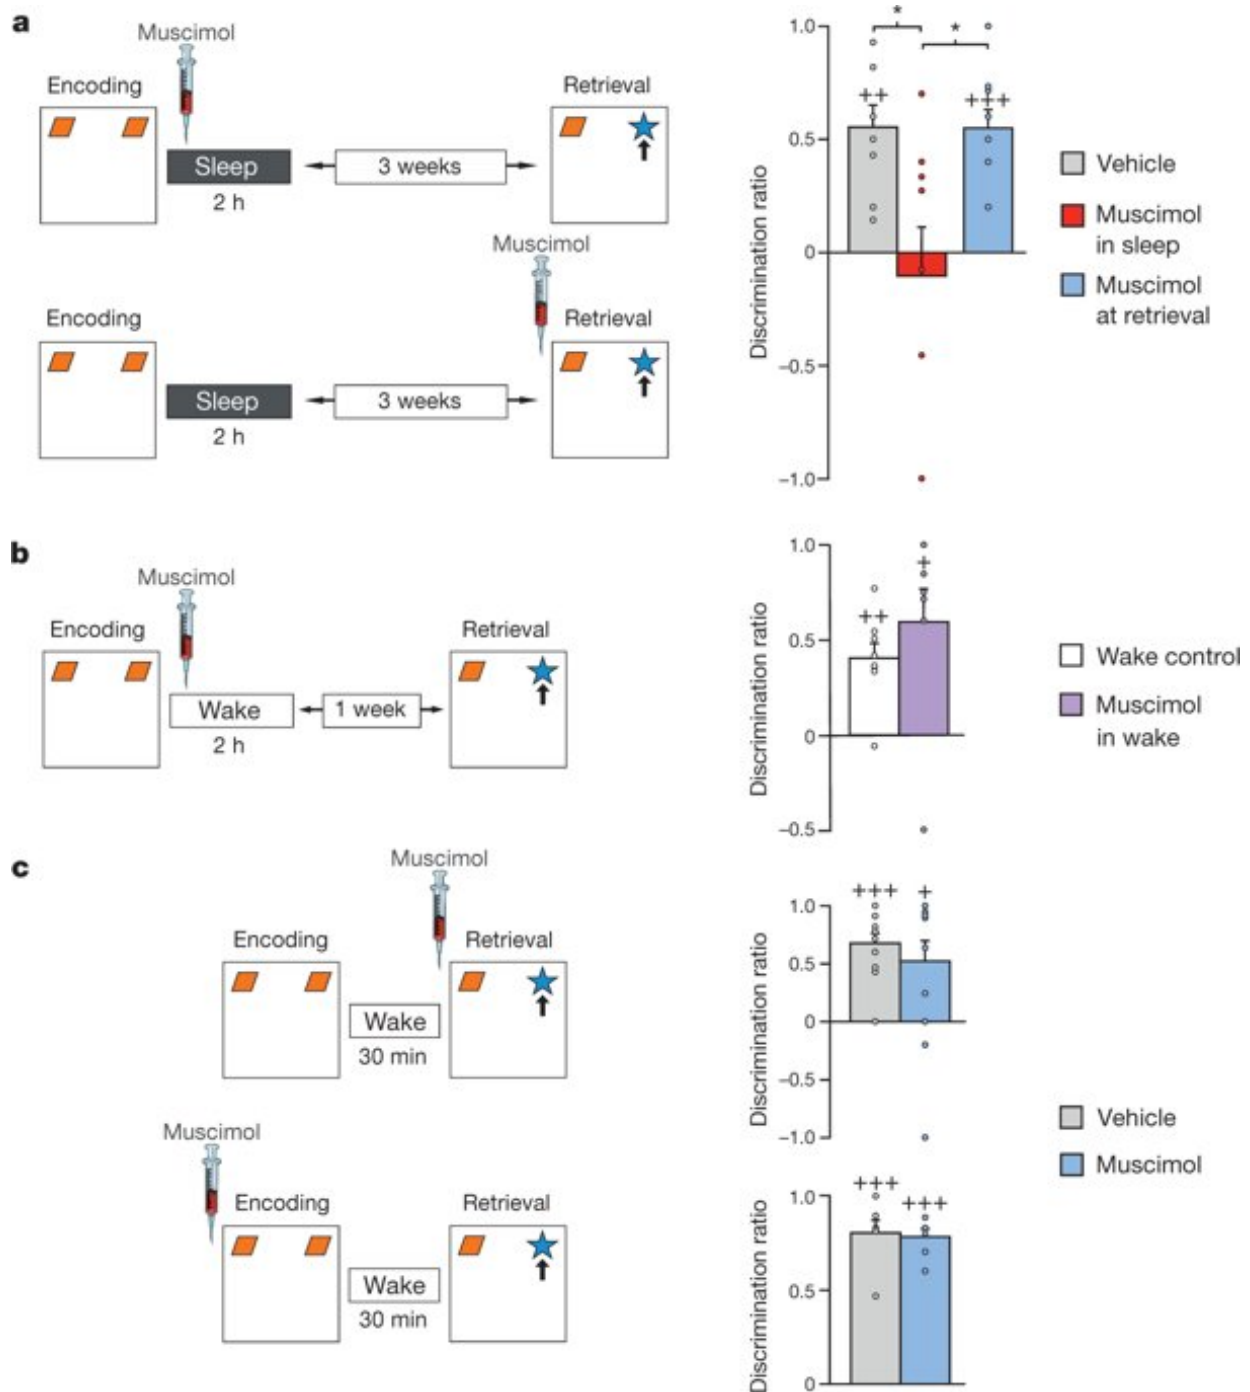 a
Muscimol
Encoding
Retrieval
Sleep
3 weeks
2 h
Muscimol
Encoding
Retrieval
Sleep
3 weeks
2 h
Discrimination ratio
1.0
0.5
0
−0.5
−1.0
*
*
++
+++
Vehicle
Muscimol
in sleep
Muscimol
at retrieval
b
Muscimol
Encoding
Retrieval
Wake
1 week
2 h
Discrimination ratio
1.0
0.5
0
−0.5
++
+
Wake control
Muscimol
in wake
c
Muscimol
Encoding
Retrieval
Wake
30 min
Discrimination ratio
1.0
0.5
0
−0.5
−1.0
+++
+
Muscimol
Encoding
Retrieval
Wake
30 min
Discrimination ratio
1.0
0.5
0
+++
+++
Vehicle
Muscimol